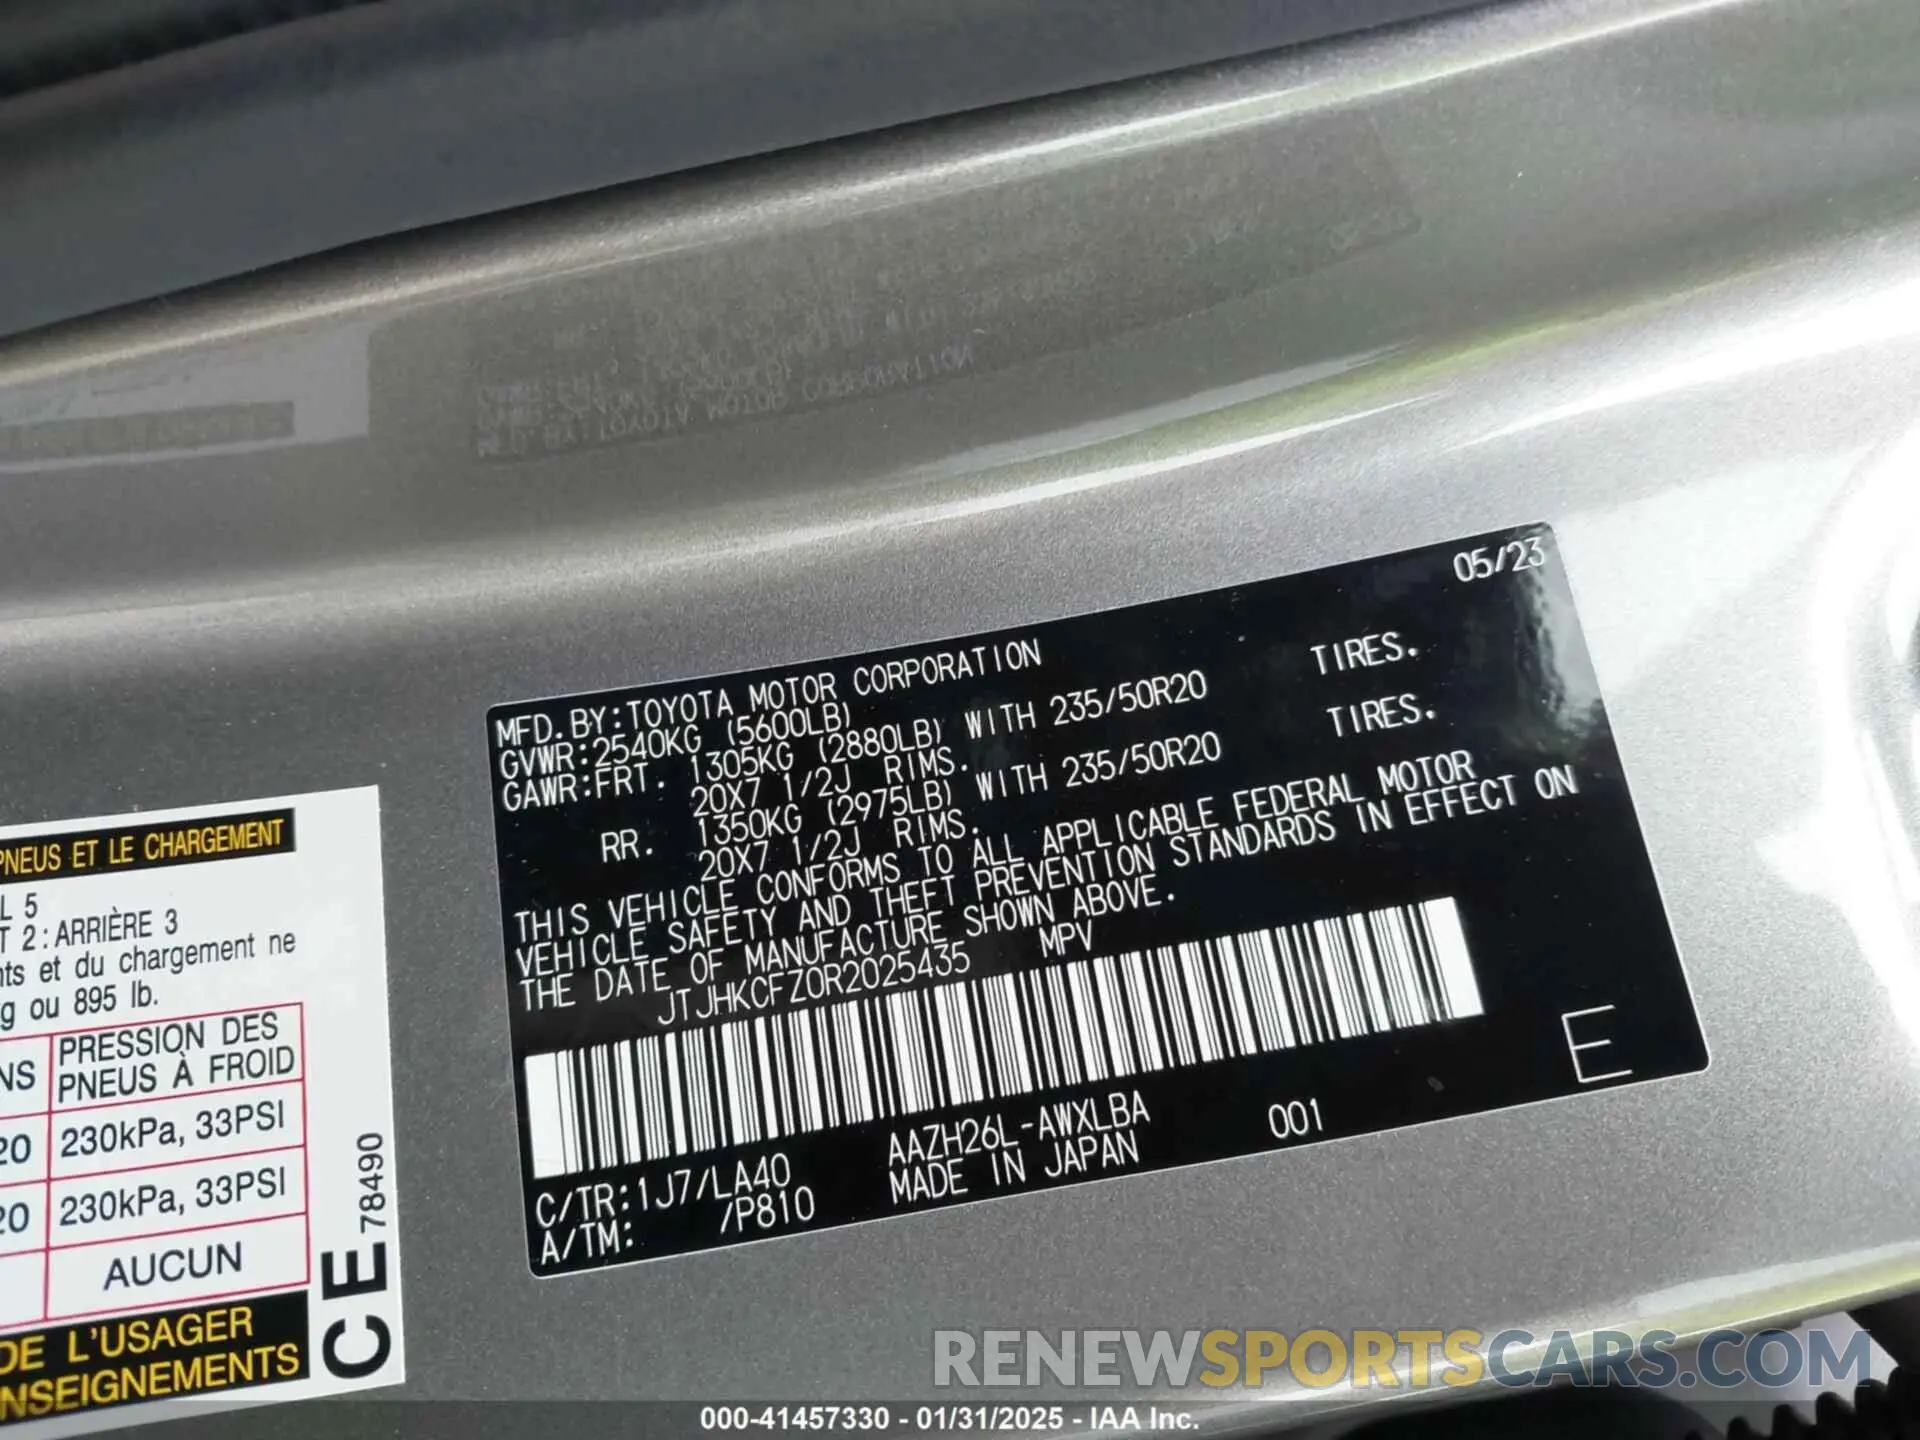 05/23
MFD. BY: TOYOTA MOTOR CORPORATION
GVWR: 2540KG (5600LB)
GAWR: FRT. 1305KG (2880LB) WITH 235/50R20 TIRES.
20X7 1/2J RIMS.
RR. 1350KG (2975LB) WITH 235/50R20 TIRES.
20X7 1/2J RIMS.
THIS VEHICLE CONFORMS TO ALL APPLICABLE FEDERAL MOTOR
VEHICLE SAFETY AND THEFT PREVENTION STANDARDS IN EFFECT ON
THE DATE OF MANUFACTURE SHOWN ABOVE.
JTJHKCFZ0R2025435 MPV
C/TR: 1J7/LA40 AAZH26L-AWXLBA 001 E
A/TM: /P810 MADE IN JAPAN
PNEUS ET LE CHARGEMENT
L 5
T 2: ARRIÈRE 3
nts et du chargement ne
g ou 895 lb.
NS PRESSION DES
PNEUS À FROID
20 230kPa, 33PSI
20 230kPa, 33PSI
AUCUN
DE L'USAGER
NSEIGNEMENTS
CE 78490
RENEWSPORTSCARS.COM
000-41457330 - 01/31/2025 - IAA Inc.